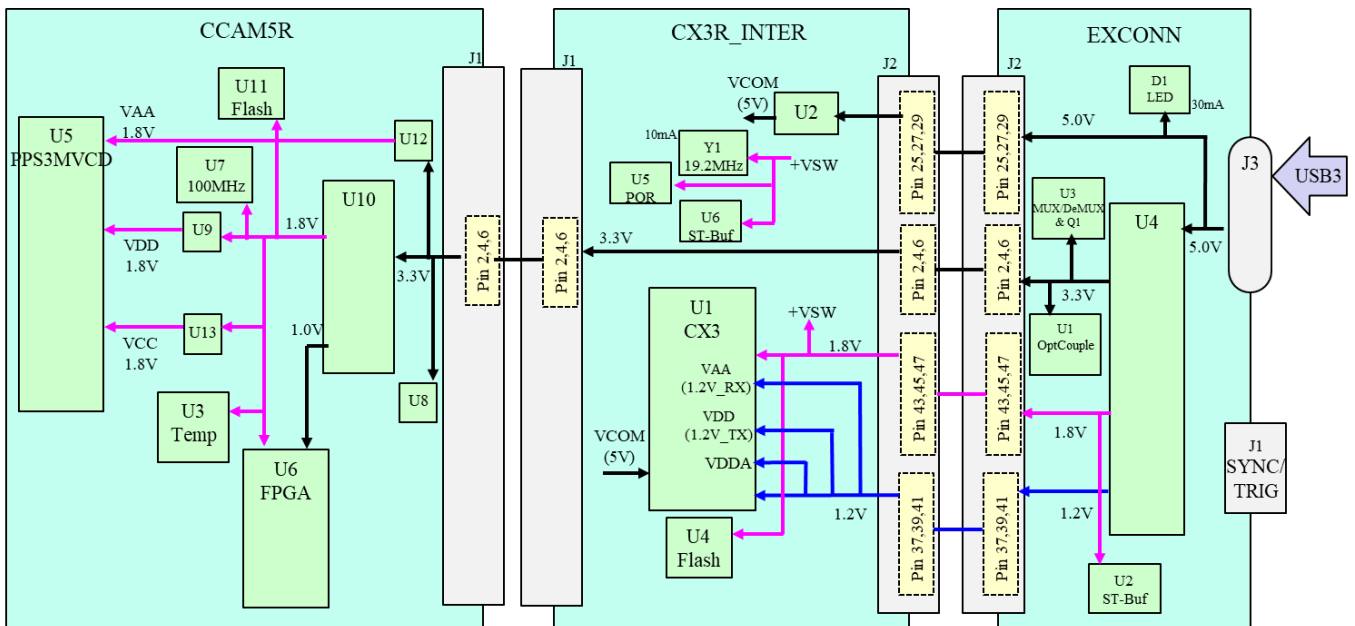 CCAM5R
U5
PPS3MVCD
VAA
1.8V
U11
Flash
U12
U7
100MHz
U10
U9
1.8V
VDD
1.8V
3.3V
U13
VCC
1.8V
1.0V
U8
U3
Temp
U6
FPGA
J1
Pin 2,4,6
CX3R_INTER
J1
Pin 2,4,6
VCOM
(5V)
U2
10mA
Y1
19.2MHz
+VSW
U5
POR
U6
ST-Buf
3.3V
U1
CX3
+VSW
1.8V
VAA
(1.2V_RX)
VDD
(1.2V_TX)
VDDA
VCOM
(5V)
1.2V
U4
Flash
J2
Pin 25,27,29
Pin 2,4,6
Pin 43,45,47
Pin 37,39,41
EXCONN
J2
Pin 25,27,29
Pin 2,4,6
Pin 43,45,47
Pin 37,39,41
D1
LED
30mA
5.0V
U3
MUX/DeMUX
& Q1
U4
5.0V
3.3V
U1
OptCouple
1.8V
1.2V
U2
ST-Buf
J3
USB3
J1
SYNC/
TRIG